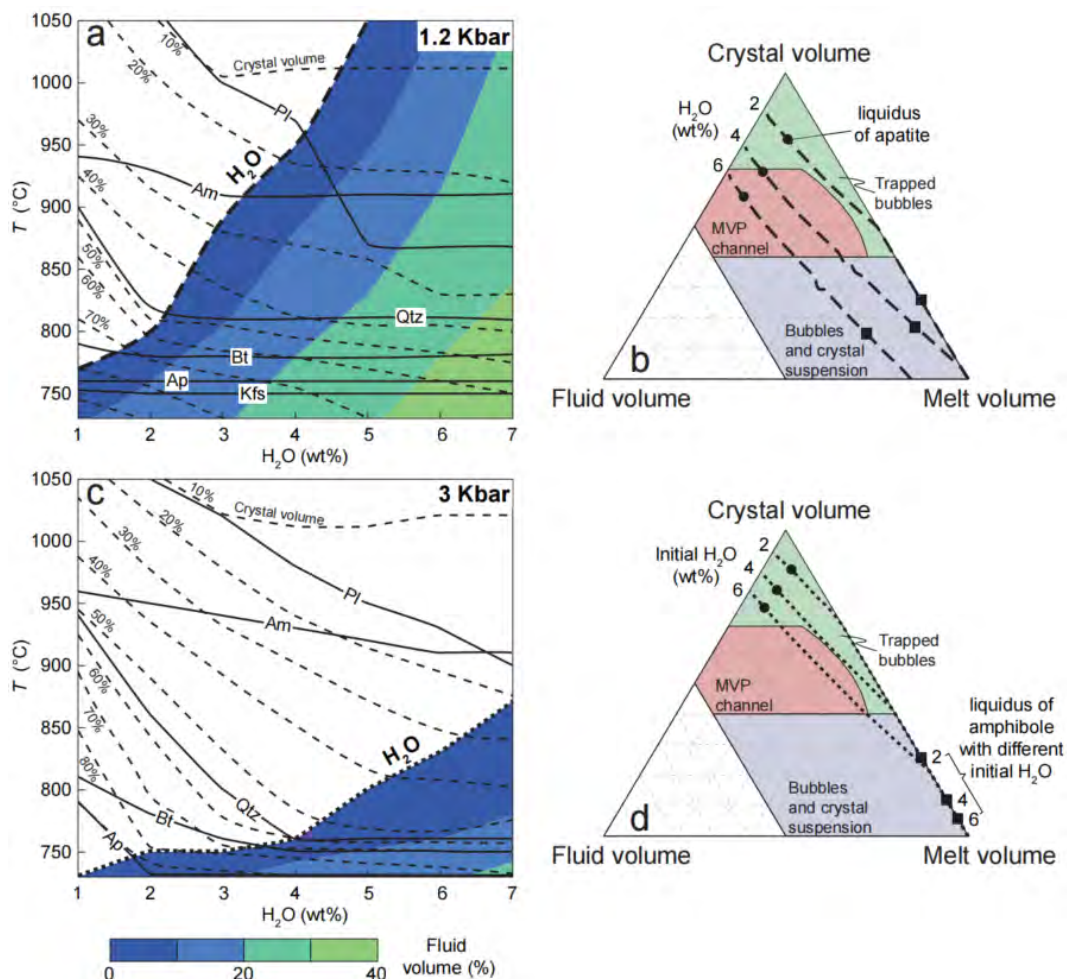 a
1.2 Kbar
1050
1000
950
900
850
800
750
T (°C)
10%
20%
30%
40%
50%
60%
70%
Crystal volume
Pl
H₂O
Am
Qtz
Bt
Ap
Kfs
1 2 3 4 5 6 7
H₂O (wt%)
Crystal volume
H₂O
(wt%)
2
4
6
liquidus
of apatite
Trapped
bubbles
MVP
channel
Bubbles
and crystal
suspension
b
Fluid volume
Melt volume
c
3 Kbar
1050
1000
950
900
850
800
750
T (°C)
10%
20%
30%
40%
50%
60%
70%
80%
Crystal volume
Pl
Am
H₂O
Qtz
Bt
Ap
1 2 3 4 5 6 7
H₂O (wt%)
Crystal volume
Initial H₂O
(wt%)
2
4
6
Trapped
bubbles
MVP
channel
liquidus of
amphibole
with different
initial H₂O
2
4
6
Bubbles
and crystal
suspension
d
Fluid volume
Melt volume
0 20 40
Fluid
volume (%)